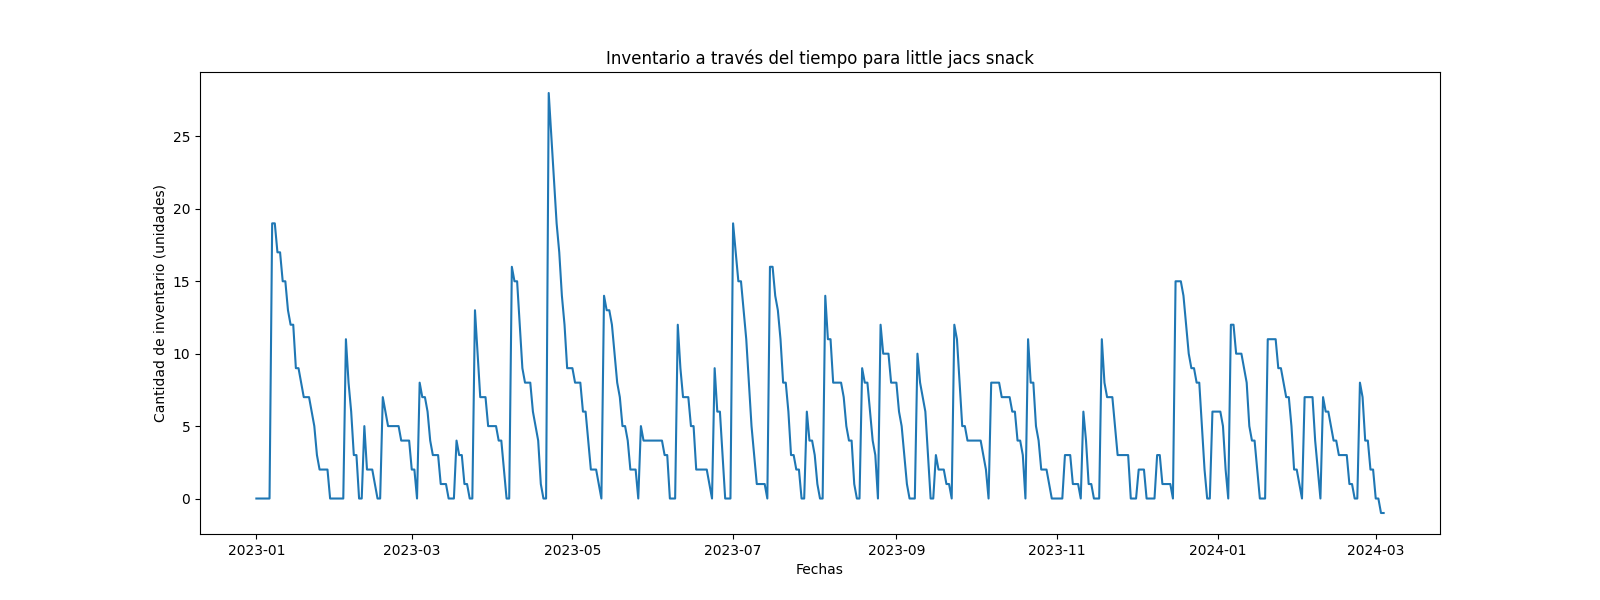 Inventario a través del tiempo para little jacs snack
Cantidad de inventario (unidades)
25
20
15
10
5
0
2023-01 2023-03 2023-05 2023-07 2023-09 2023-11 2024-01 2024-03
Fechas